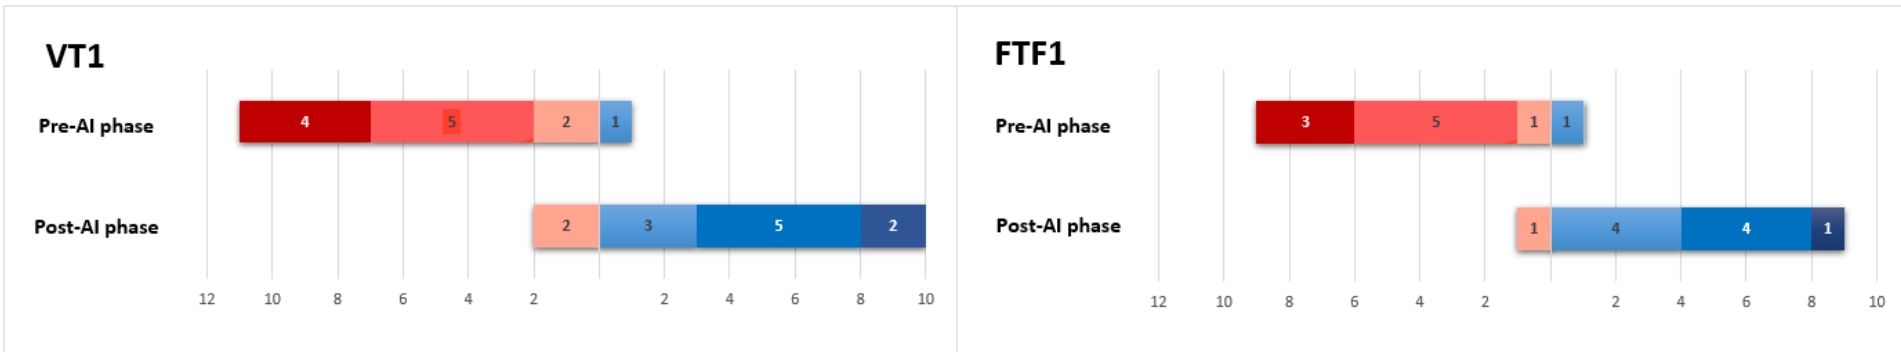 VT1
Pre-AI phase
4 5 2 1
Post-AI phase
2 3 5 2
12 10 8 6 4 2 2 4 6 8 10
FTF1
Pre-AI phase
3 5 1 1
Post-AI phase
1 4 4 1
12 10 8 6 4 2 2 4 6 8 10